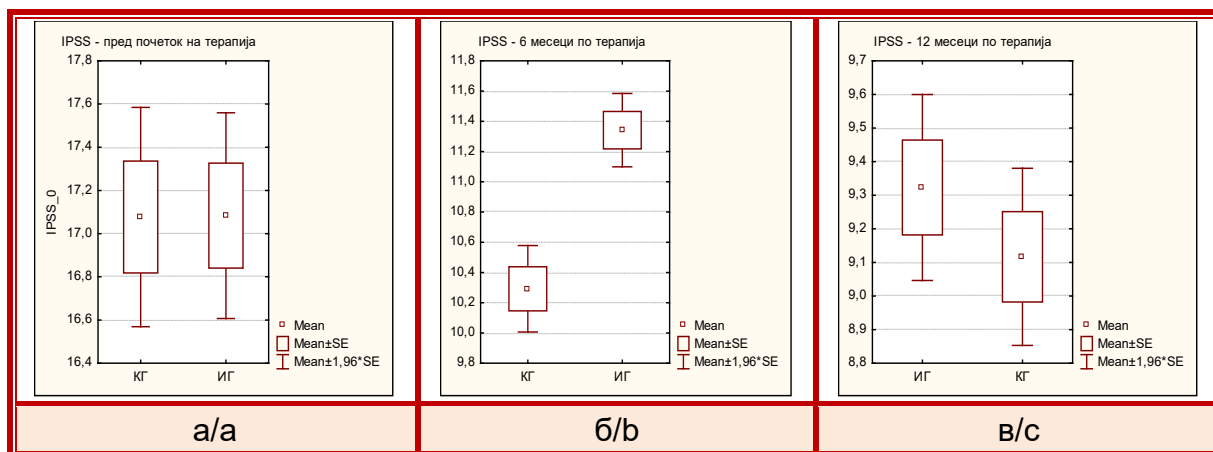 IPSS - пред почеток на терапија
17,8
17,6
17,4
17,2
17,0
16,8
16,6
16,4
IPSS_0
КГ
ИГ
Mean
Mean±SE
Mean±1,96*SE
IPSS - 6 месеци по терапија
11,8
11,6
11,4
11,2
11,0
10,8
10,6
10,4
10,2
10,0
9,8
КГ
ИГ
Mean
Mean±SE
Mean±1,96*SE
IPSS - 12 месеци по терапија
9,7
9,6
9,5
9,4
9,3
9,2
9,1
9,0
8,9
8,8
ИГ
КГ
Mean
Mean±SE
Mean±1,96*SE
а/a
б/b
в/c